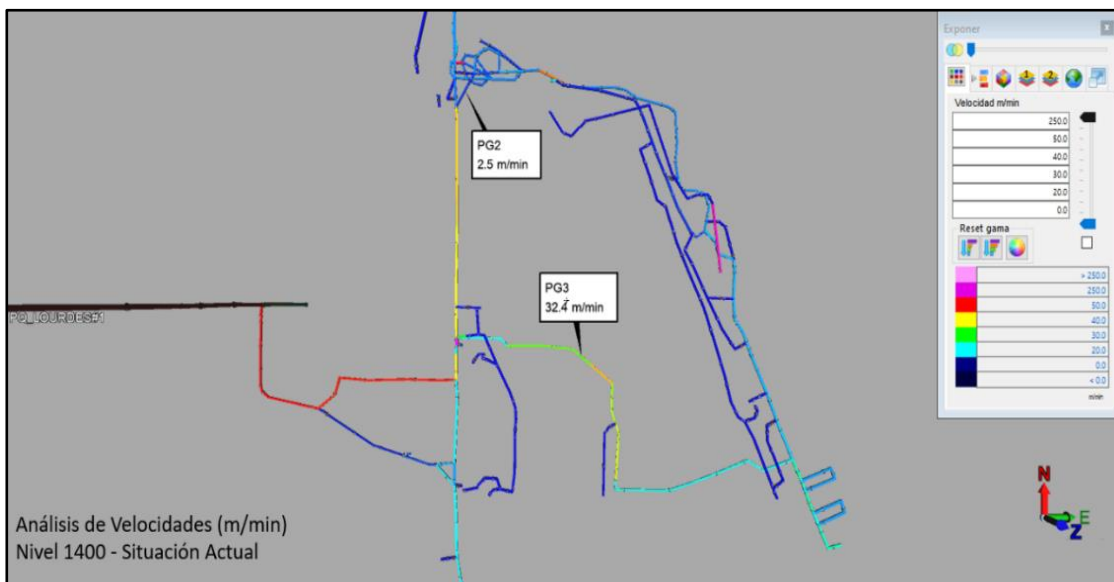 Exponer
x
1
2
Velocidad m/min
250.0
50.0
40.0
30.0
20.0
0.0
Reset gama
> 250.0
250.0
50.0
40.0
30.0
20.0
0.0
< 0.0
m/min
PG2
2.5 m/min
PG3
32.4 m/min
PQ_LOURDES#1
N
E
Z
Análisis de Velocidades (m/min)
Nivel 1400 - Situación Actual